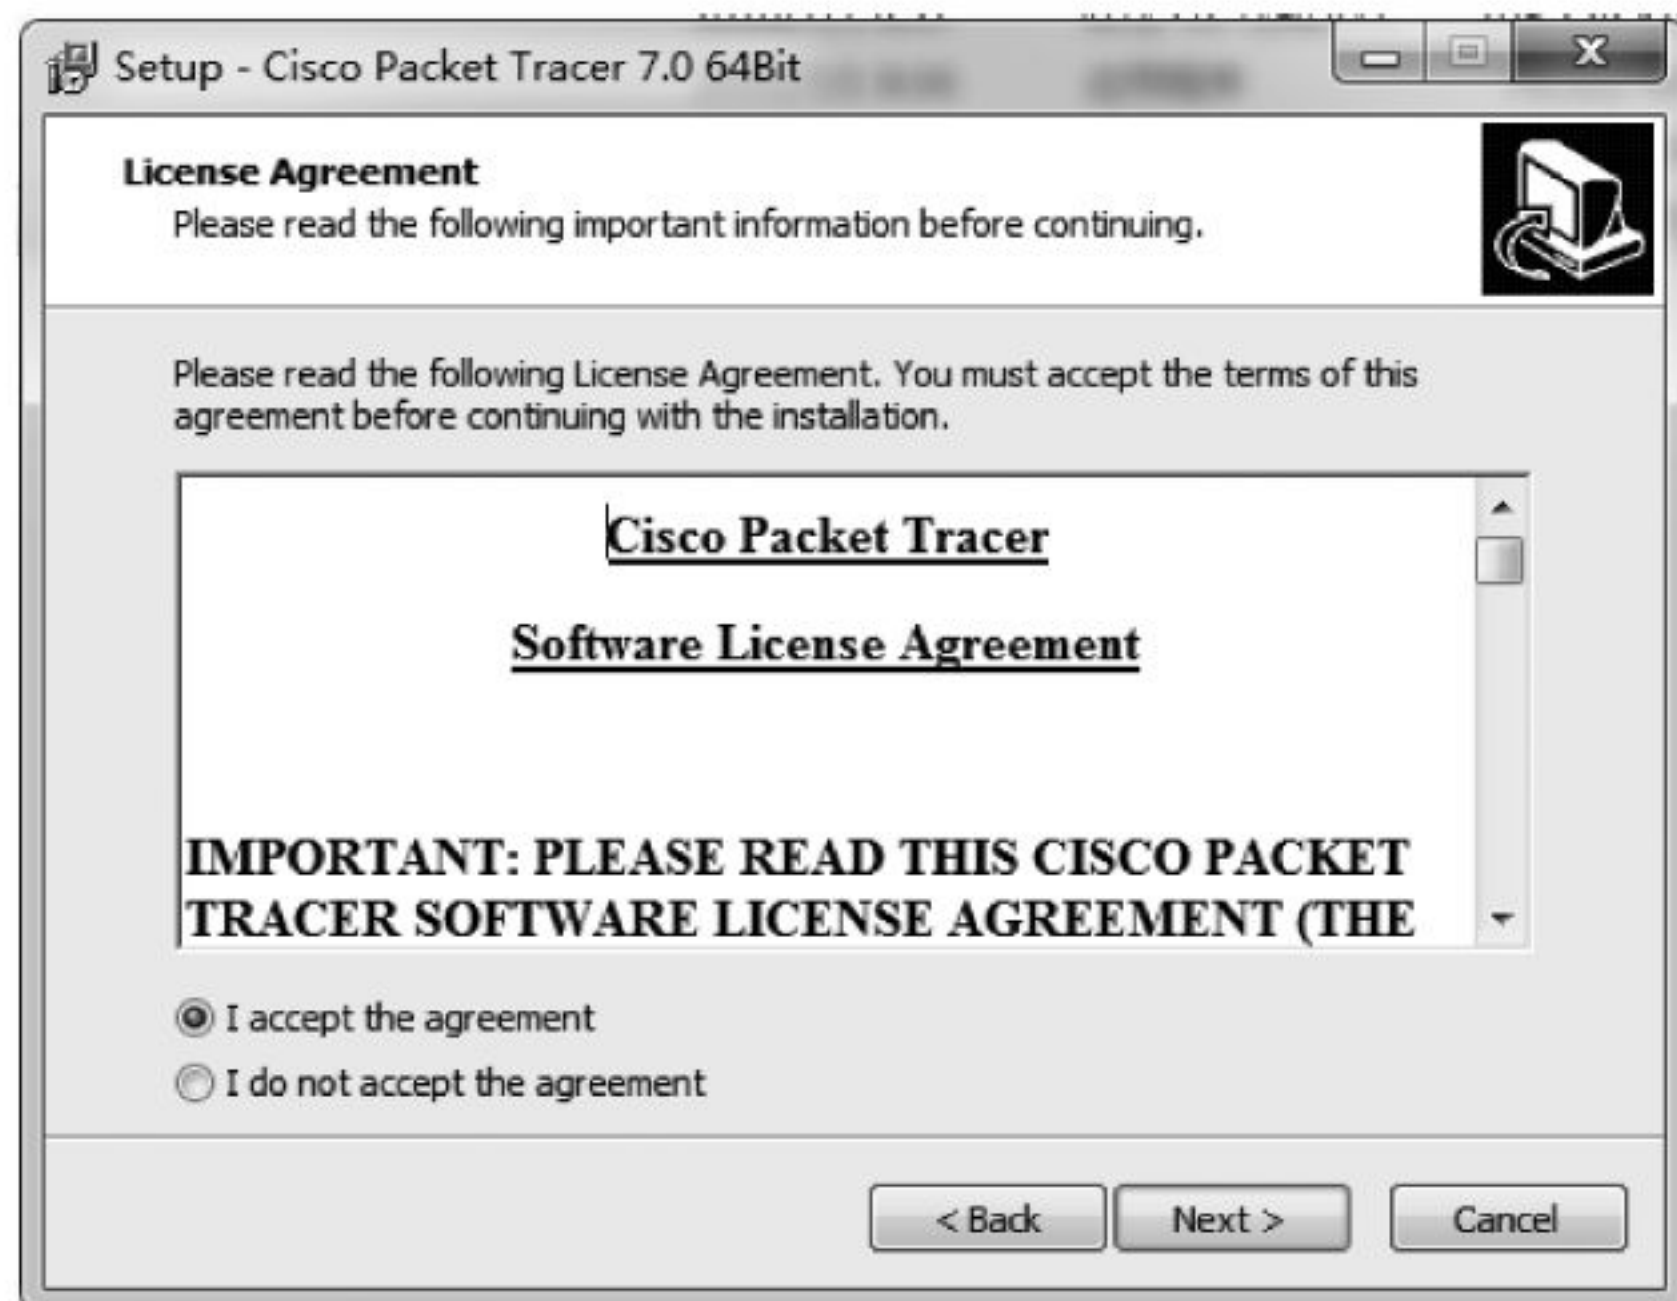 Setup - Cisco Packet Tracer 7.0 64Bit
License Agreement
Please read the following important information before continuing.
Please read the following License Agreement. You must accept the terms of this
agreement before continuing with the installation.
Cisco Packet Tracer
Software License Agreement
IMPORTANT: PLEASE READ THIS CISCO PACKET
TRACER SOFTWARE LICENSE AGREEMENT (THE
I accept the agreement
I do not accept the agreement
< Back
Next >
Cancel